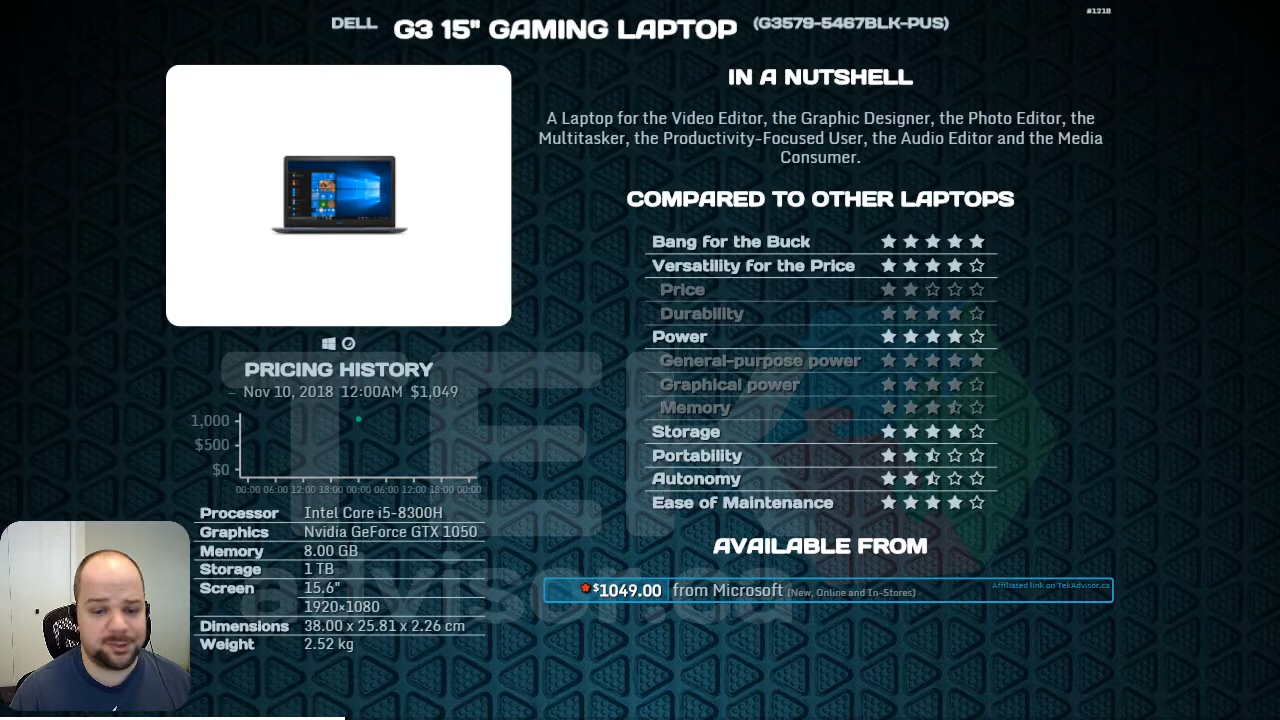 #1218
DELL G3 15" GAMING LAPTOP (G3579-5467BLK-PUS)
IN A NUTSHELL
A Laptop for the Video Editor, the Graphic Designer, the Photo Editor, the
Multitasker, the Productivity-Focused User, the Audio Editor and the Media
Consumer.
COMPARED TO OTHER LAPTOPS
Bang for the Buck
Versatility for the Price
Price
Durability
Power
General-purpose power
Graphical power
Memory
Storage
Portability
Autonomy
Ease of Maintenance
AVAILABLE FROM
$1049.00 from Microsoft (New, Online and In-Stores) Affiliated link on TekAdvisor.ca
PRICING HISTORY
– Nov 10, 2018 12:00AM $1,049
1,000
$500
$0
00:00 06:00 12:00 18:00 00:00 06:00 12:00 18:00 00:00
Processor Intel Core i5-8300H
Graphics Nvidia GeForce GTX 1050
Memory 8.00 GB
Storage 1 TB
Screen 15.6"
1920×1080
Dimensions 38.00 x 25.81 x 2.26 cm
Weight 2.52 kg
TEK
advisor.ca